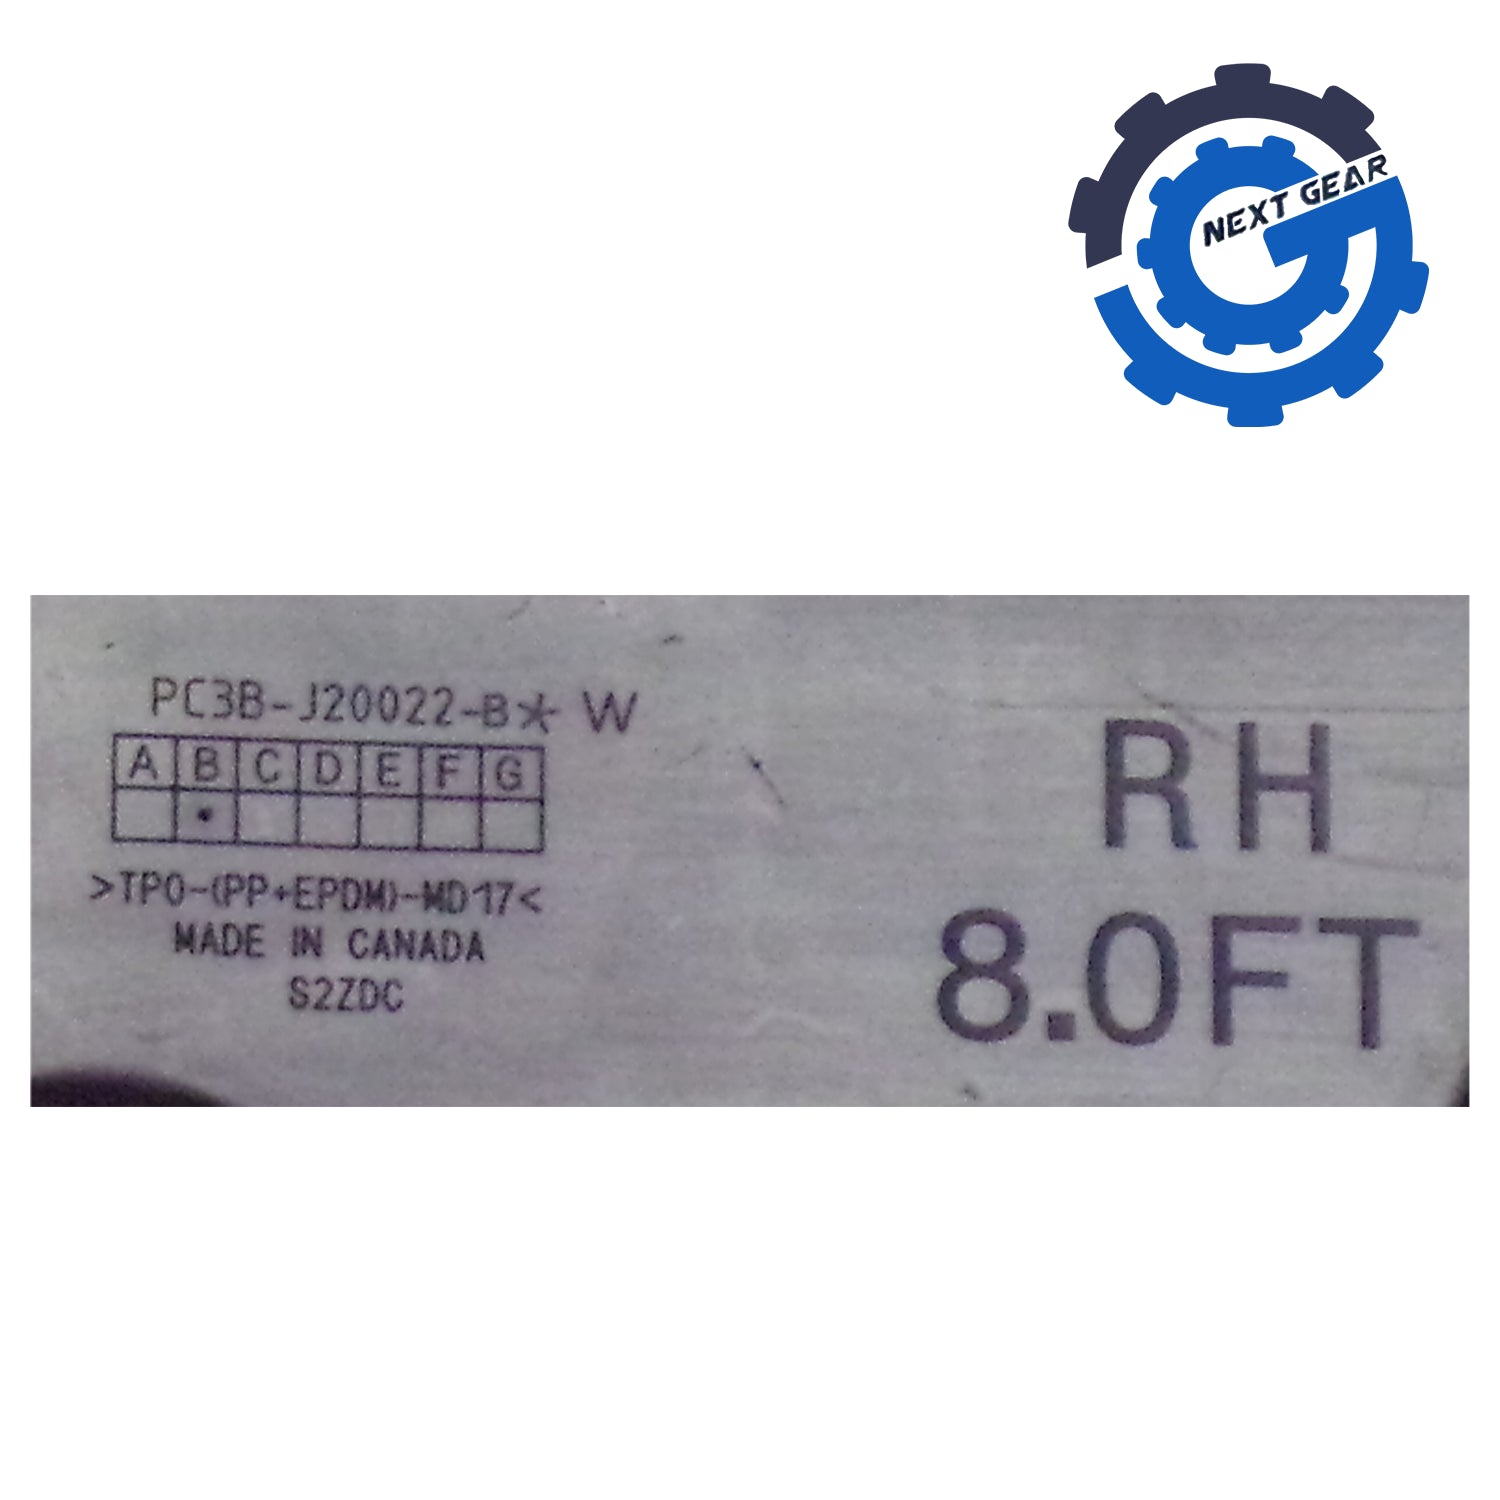 NEXT GEAR
PC3B-J20022-B* W
A B C D E F G
>TPO-(PP+EPDM)-MD17<
MADE IN CANADA
S2ZDC
RH
8.0FT